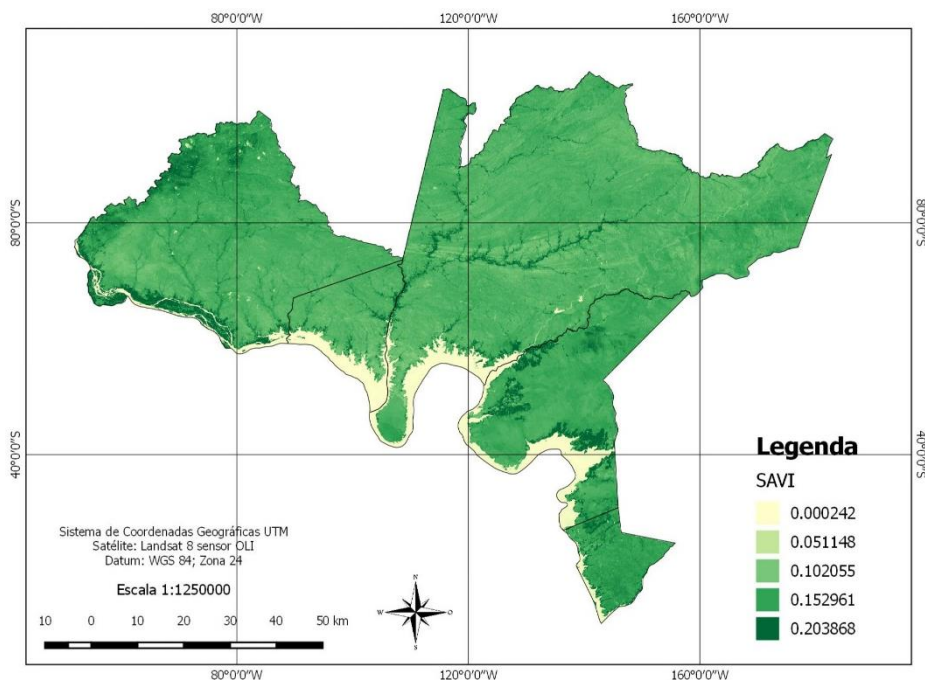 80°0'0"W 120°0'0"W 160°0'0"W
80°0'0"S 80°0'0"S
40°0'0"S 40°0'0"S
Legenda
SAVI
0.000242
0.051148
0.102055
0.152961
0.203868
Sistema de Coordenadas Geográficas UTM
Satélite: Landsat 8 sensor OLI
Datum: WGS 84; Zona 24
Escala 1:1250000
10 0 10 20 30 40 50 km
N
W O
S
80°0'0"W 120°0'0"W 160°0'0"W